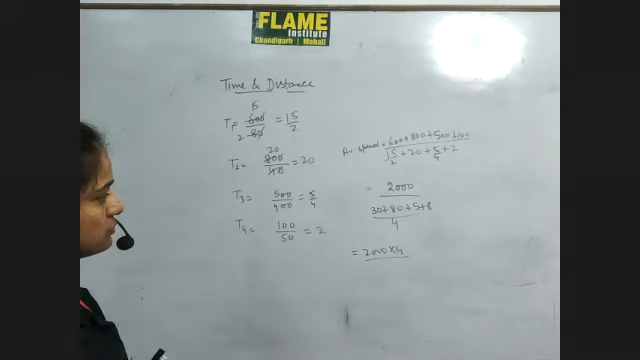 FLAME
Institute
Chandigarh | Mohali
Time & Distance
T₁ = 600/80 = 15/2
15
2
T₂ = 800/40 = 20
20
T₃ = 500/400 = 5/4
T₄ = 100/50 = 2
Av speed = 600+800+500+100 / 15/2 + 20 + 5/4 + 2
= 2000 / 30+80+5+8 / 4
= 2000×4